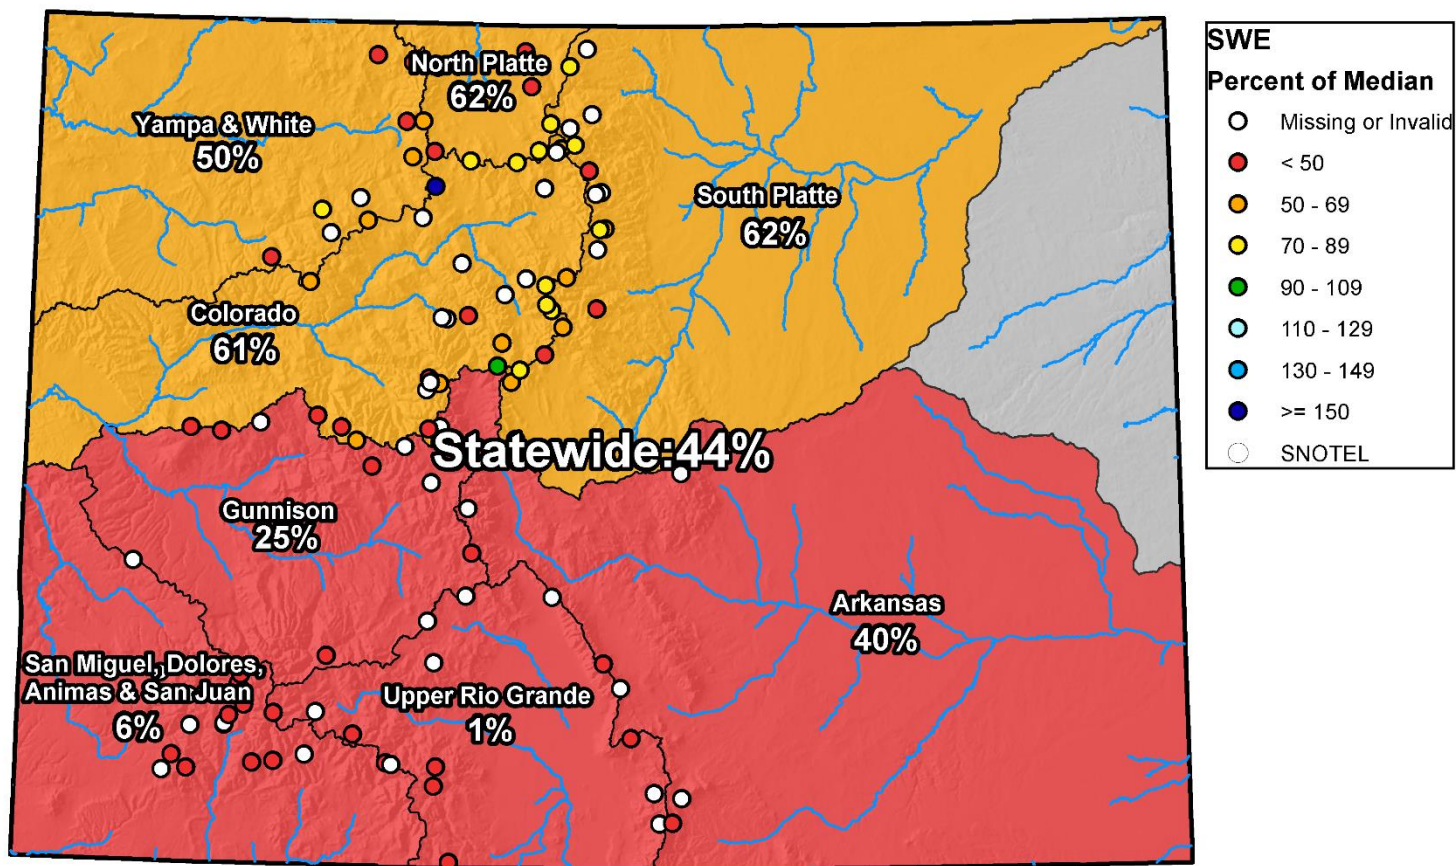 North Platte
62%
Yampa & White
50%
South Platte
62%
Colorado
61%
Statewide:44%
Gunnison
25%
Arkansas
40%
San Miguel, Dolores,
Animas & San Juan
6%
Upper Rio Grande
1%
SWE
Percent of Median
Missing or Invalid
< 50
50 - 69
70 - 89
90 - 109
110 - 129
130 - 149
>= 150
SNOTEL